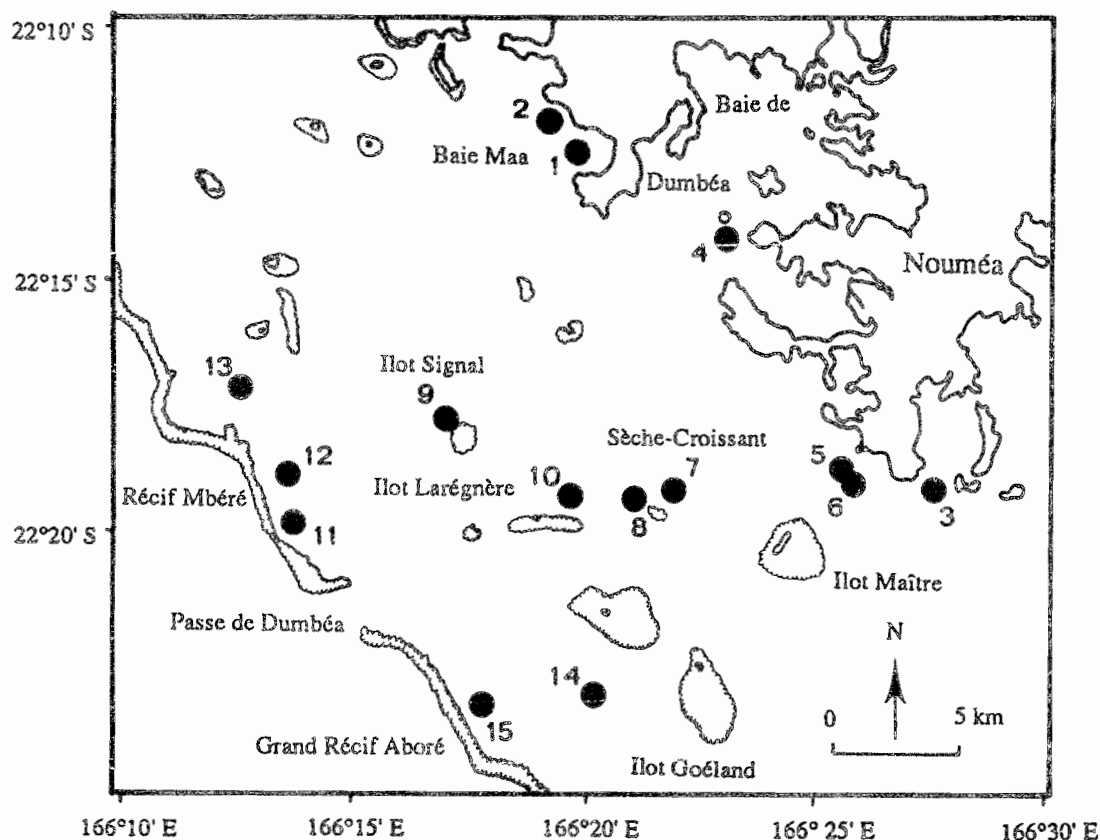 22°10' S
2
Baie de
Baie Maa
1
Dumbéa
4
Nouméa
22°15' S
13
Ilot Signal
9
Sèche-Croissant
12
Ilot Larégnère
10
7
5
Récif Mbéré
8
6
3
11
22°20' S
Ilot Maître
Passe de Dumbéa
N
14
15
0
5 km
Grand Récif Aboré
Ilot Goéland
166°10' E
166°15' E
166°20' E
166° 25' E
166°30' E